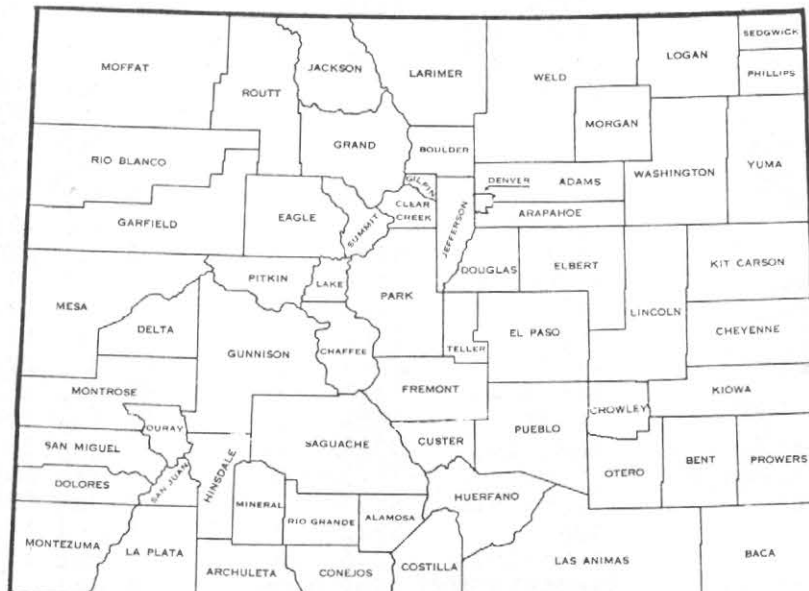 MOFFAT
ROUTT
JACKSON
LARIMER
WELD
LOGAN
SEDGWICK
PHILLIPS
MORGAN
RIO BLANCO
GRAND
BOULDER
WASHINGTON
YUMA
GARFIELD
EAGLE
SUMMIT
GILPIN
CLEAR
CREEK
JEFFERSON
DENVER
ADAMS
ARAPAHOE
MESA
PITKIN
LAKE
PARK
DOUGLAS
ELBERT
LINCOLN
KIT CARSON
DELTA
GUNNISON
CHAFFEE
TELLER
EL PASO
CHEYENNE
MONTROSE
FREMONT
CROWLEY
KIOWA
OURAY
SAN MIGUEL
SAGUACHE
CUSTER
PUEBLO
OTERO
BENT
PROWERS
DOLORES
SAN JUAN
HINSDALE
MINERAL
RIO GRANDE
ALAMOSA
HUERFANO
MONTEZUMA
LA PLATA
ARCHULETA
CONEJOS
COSTILLA
LAS ANIMAS
BACA